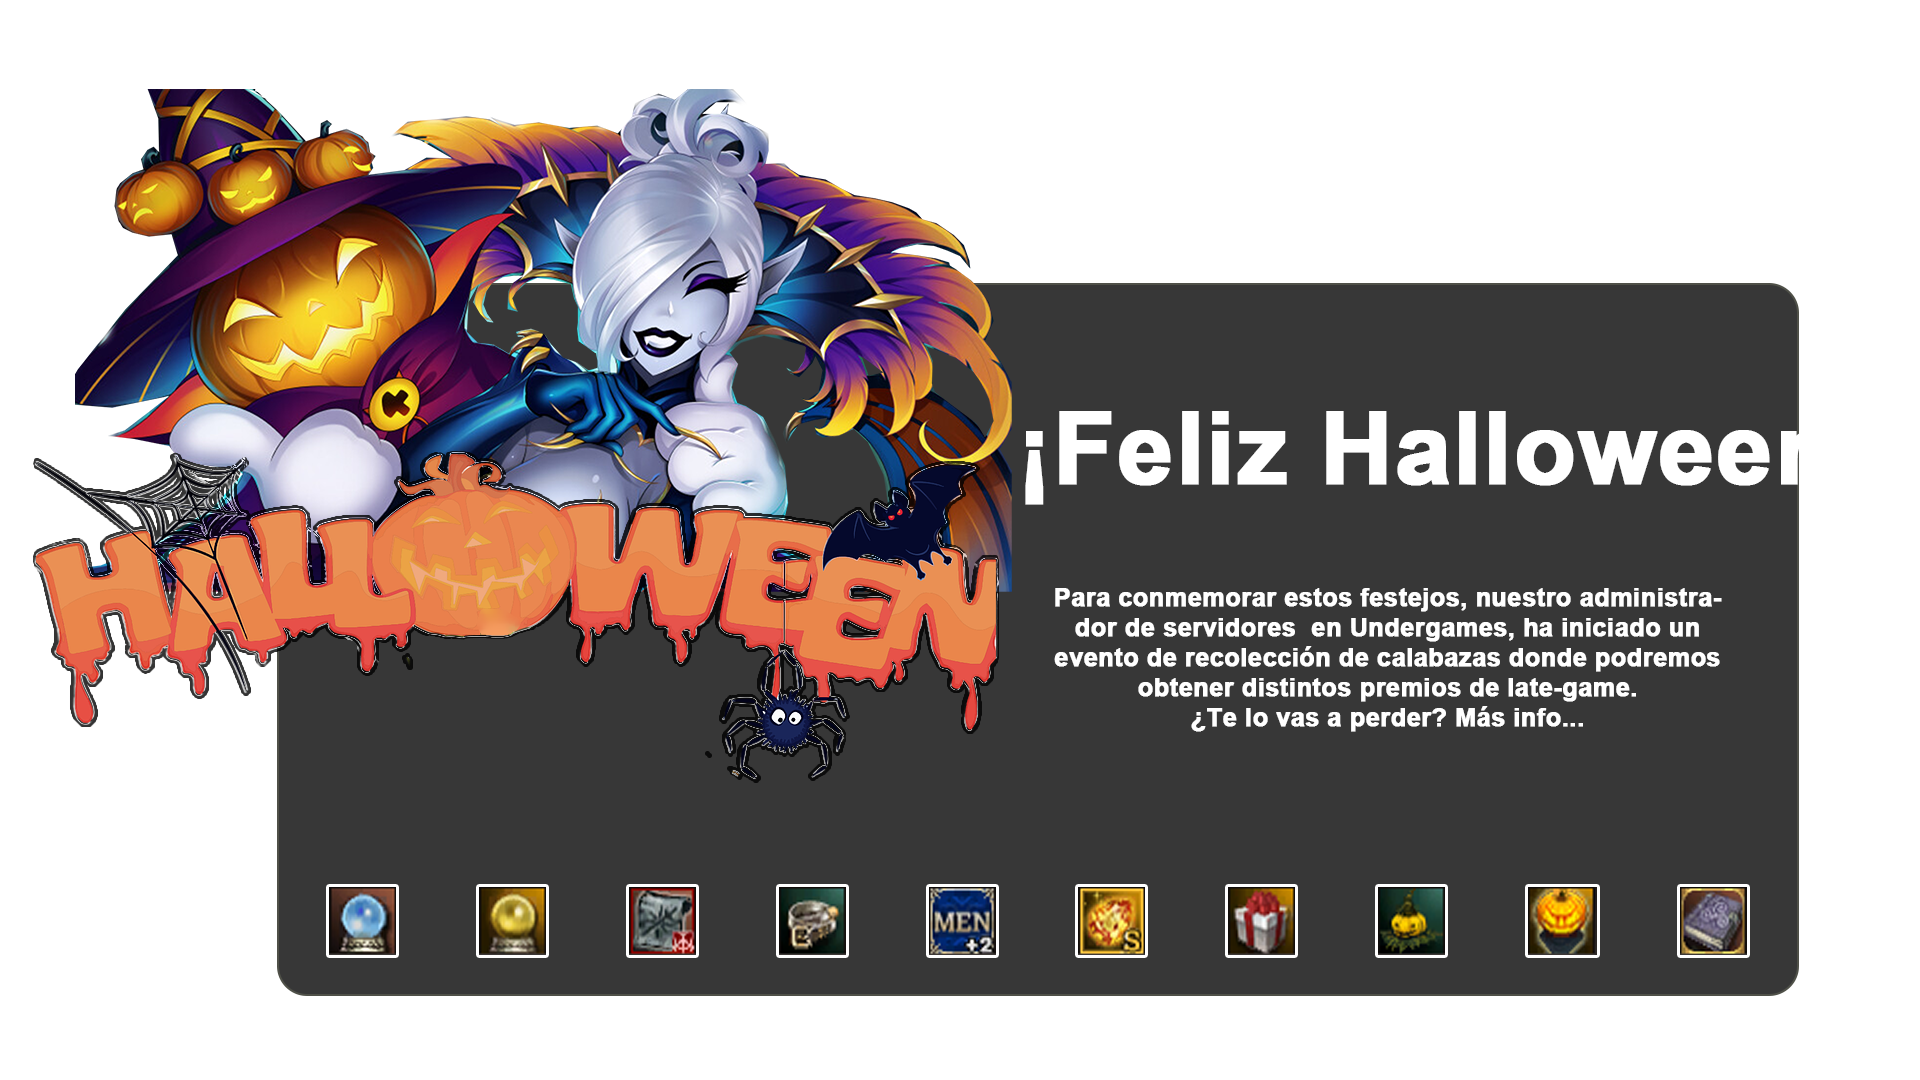 ¡Feliz Halloween
HALLOWEEN
Para conmemorar estos festejos, nuestro administra-
dor de servidores en Undergames, ha iniciado un
evento de recolección de calabazas donde podremos
obtener distintos premios de late-game.
¿Te lo vas a perder? Más info...
MEN
+2
S